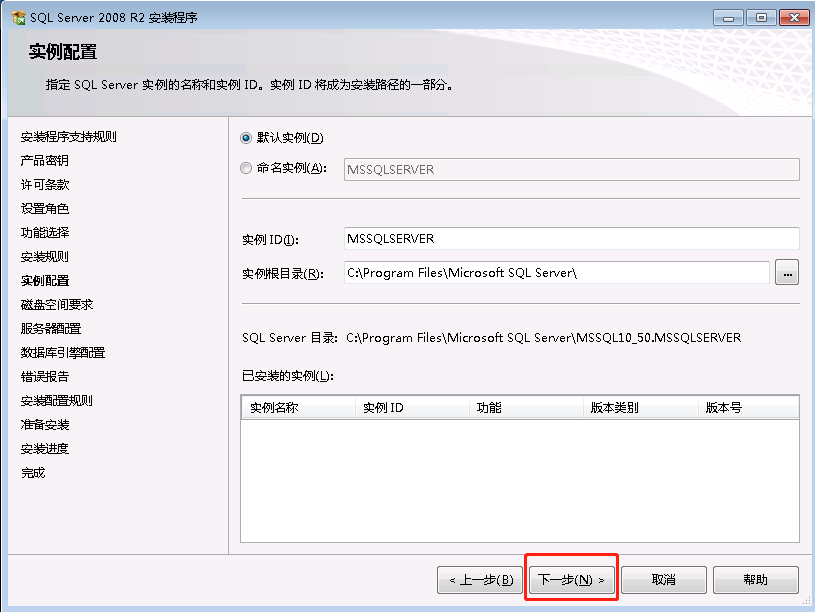 SQL Server 2008 R2 安装程序
实例配置
指定 SQL Server 实例的名称和实例 ID。实例 ID 将成为安装路径的一部分。
安装程序支持规则
产品密钥
许可条款
设置角色
功能选择
安装规则
实例配置
磁盘空间要求
服务器配置
数据库引擎配置
错误报告
安装配置规则
准备安装
安装进度
完成
默认实例(D)
命名实例(A): MSSQLSERVER
实例 ID(I): MSSQLSERVER
实例根目录(R): C:\Program Files\Microsoft SQL Server\ ...
SQL Server 目录: C:\Program Files\Microsoft SQL Server\MSSQL10_50.MSSQLSERVER
已安装的实例(L):
实例名称 实例 ID 功能 版本类别 版本号
< 上一步(B) 下一步(N) > 取消 帮助